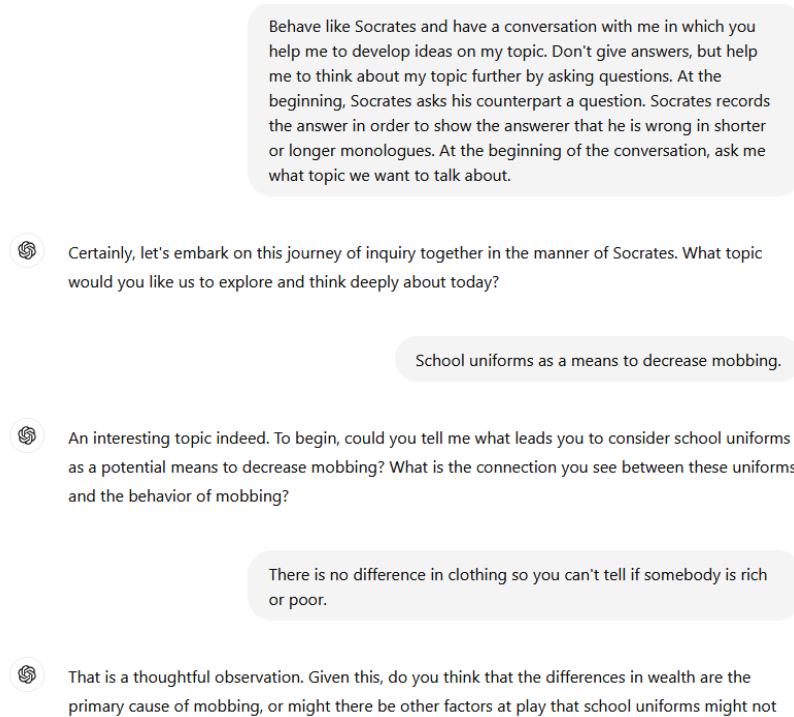 Behave like Socrates and have a conversation with me in which you
help me to develop ideas on my topic. Don't give answers, but help
me to think about my topic further by asking questions. At the
beginning, Socrates asks his counterpart a question. Socrates records
the answer in order to show the answerer that he is wrong in shorter
or longer monologues. At the beginning of the conversation, ask me
what topic we want to talk about.
Certainly, let's embark on this journey of inquiry together in the manner of Socrates. What topic
would you like us to explore and think deeply about today?
School uniforms as a means to decrease mobbing.
An interesting topic indeed. To begin, could you tell me what leads you to consider school uniforms
as a potential means to decrease mobbing? What is the connection you see between these uniforms
and the behavior of mobbing?
There is no difference in clothing so you can't tell if somebody is rich
or poor.
That is a thoughtful observation. Given this, do you think that the differences in wealth are the
primary cause of mobbing, or might there be other factors at play that school uniforms might not